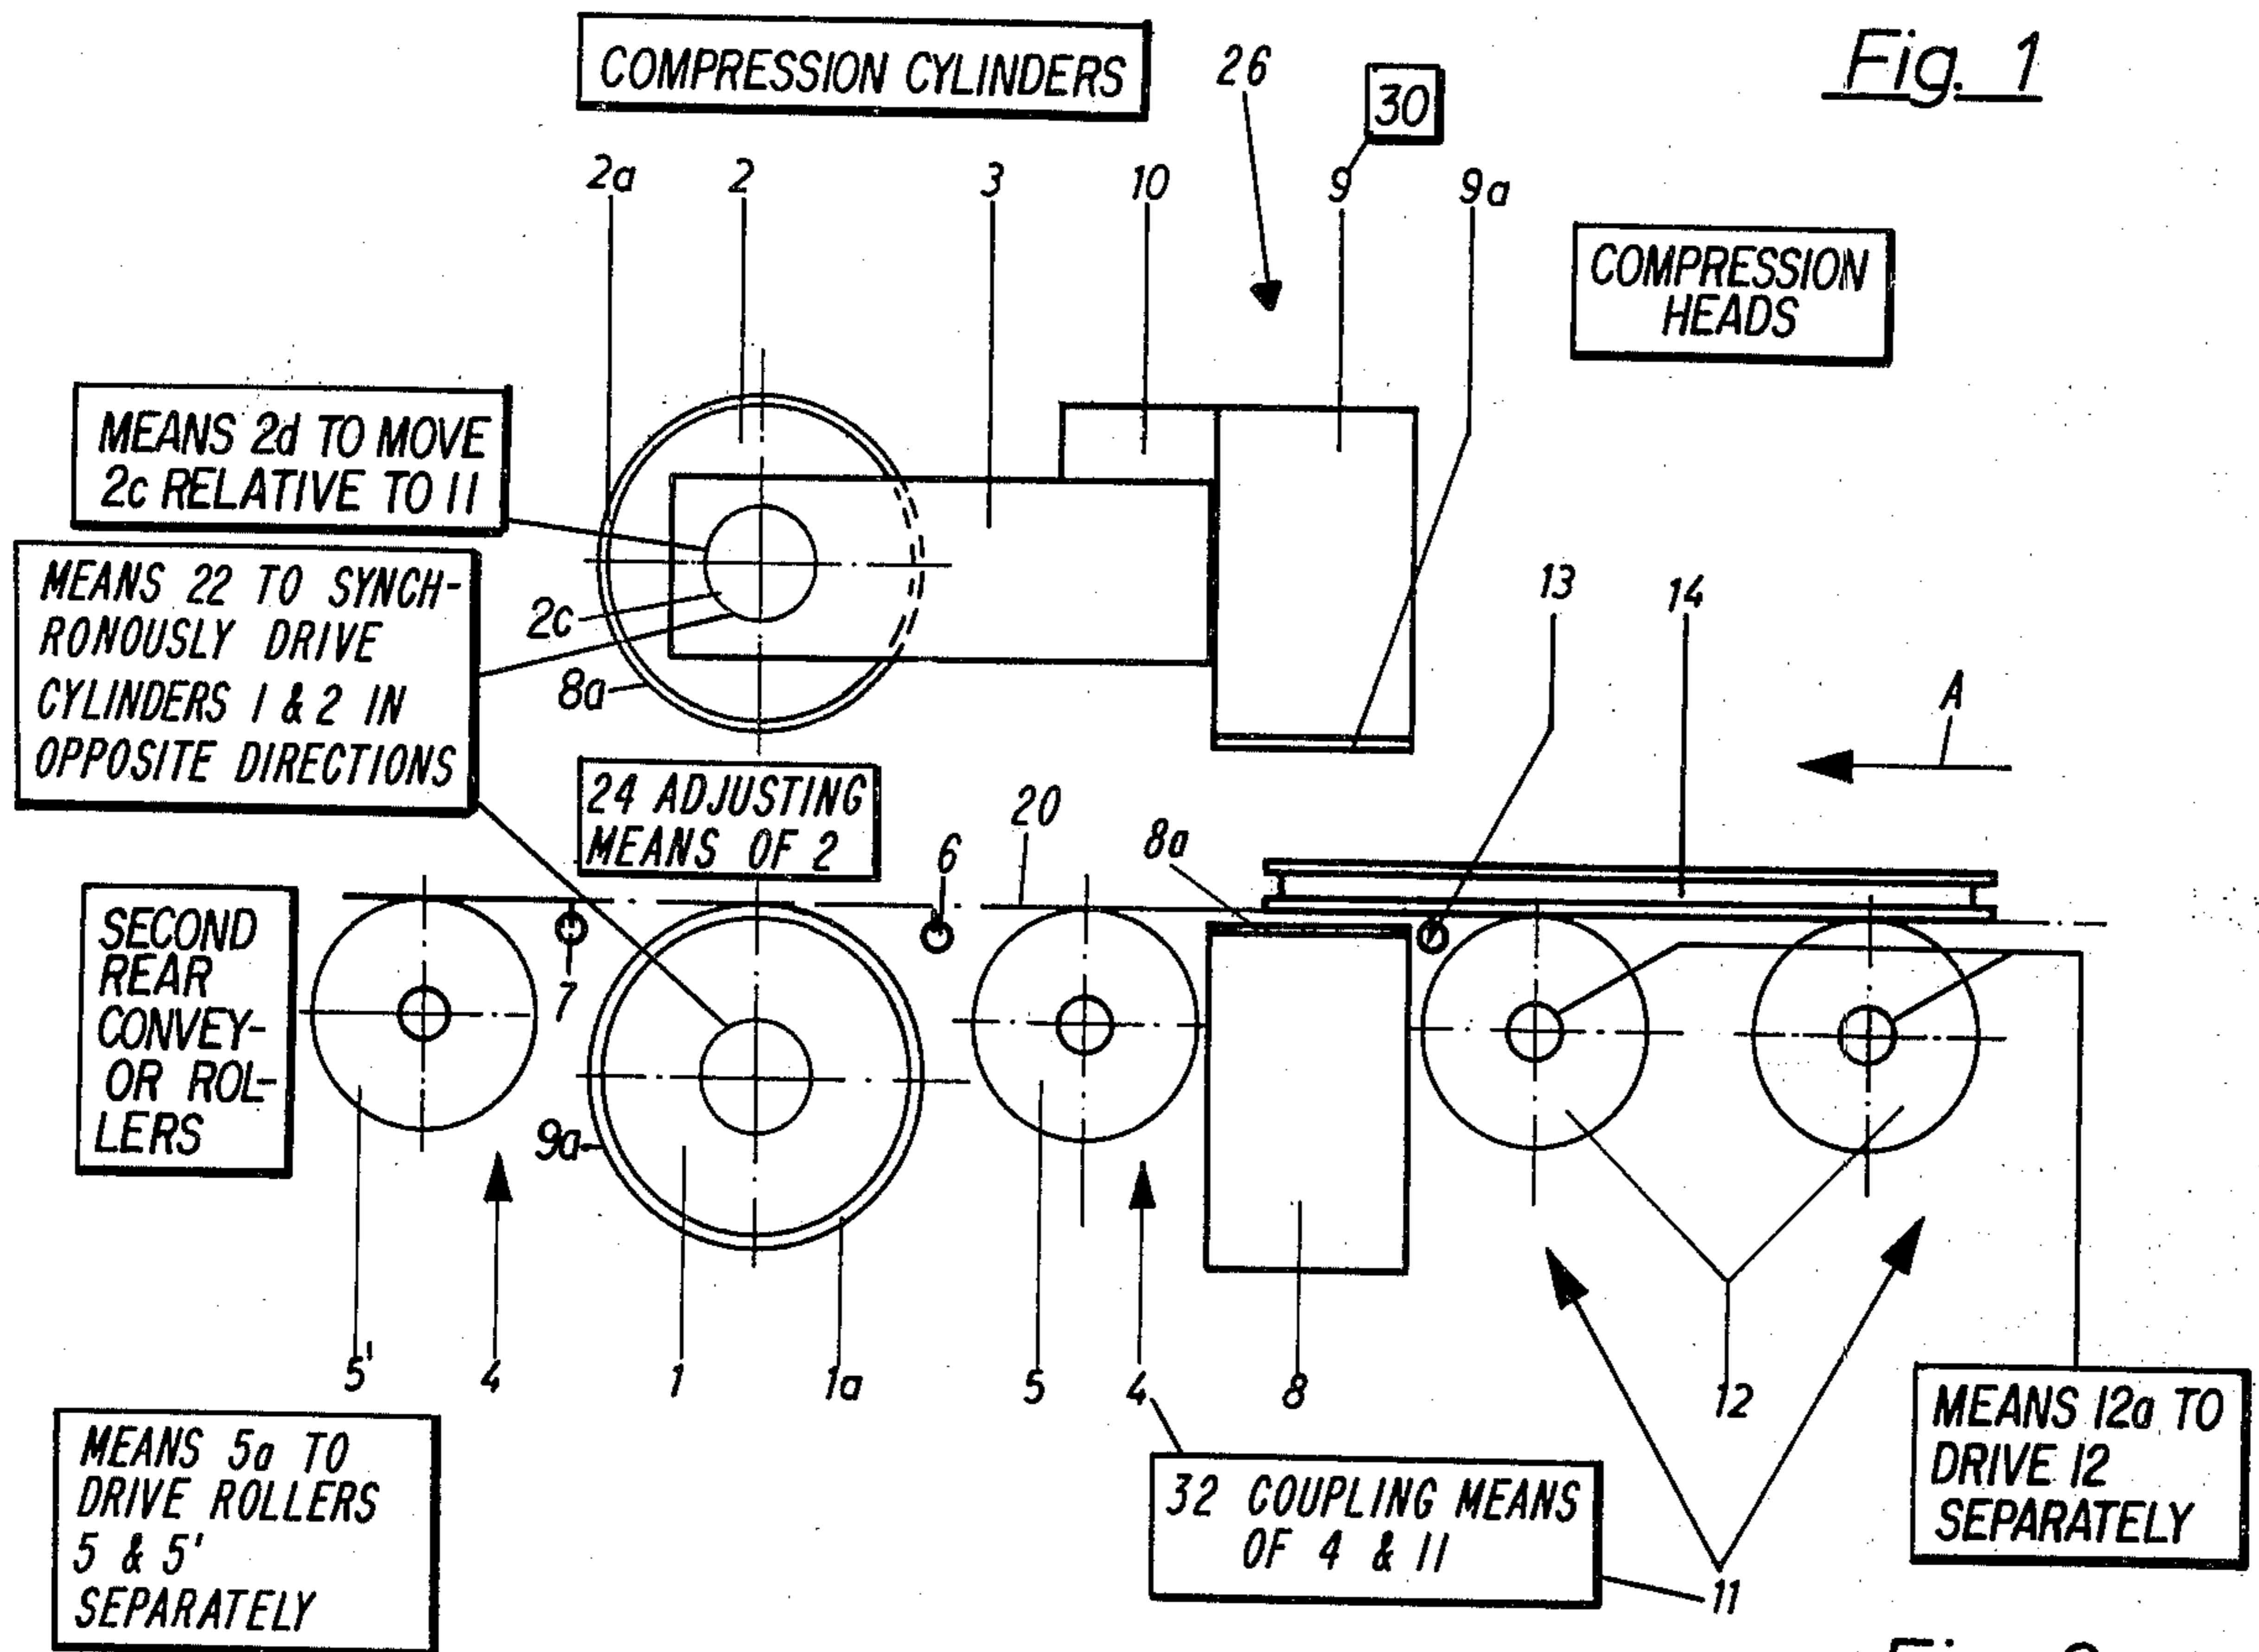 COMPRESSION CYLINDERS
26
30
Fig. 1
2a
2
3
10
9
9a
COMPRESSION
HEADS
MEANS 2d TO MOVE
2c RELATIVE TO 11
MEANS 22 TO SYNCH-
RONOUSLY DRIVE
CYLINDERS 1 & 2 IN
OPPOSITE DIRECTIONS
2c
8a
13
14
A
24 ADJUSTING
MEANS OF 2
6
20
8a
SECOND
REAR
CONVEY-
OR ROL-
LERS
7
9a
5'
4
1
1a
5
4
8
12
MEANS 5a TO
DRIVE ROLLERS
5 & 5'
SEPARATELY
32 COUPLING MEANS
OF 4 & 11
11
MEANS 12a TO
DRIVE 12
SEPARATELY